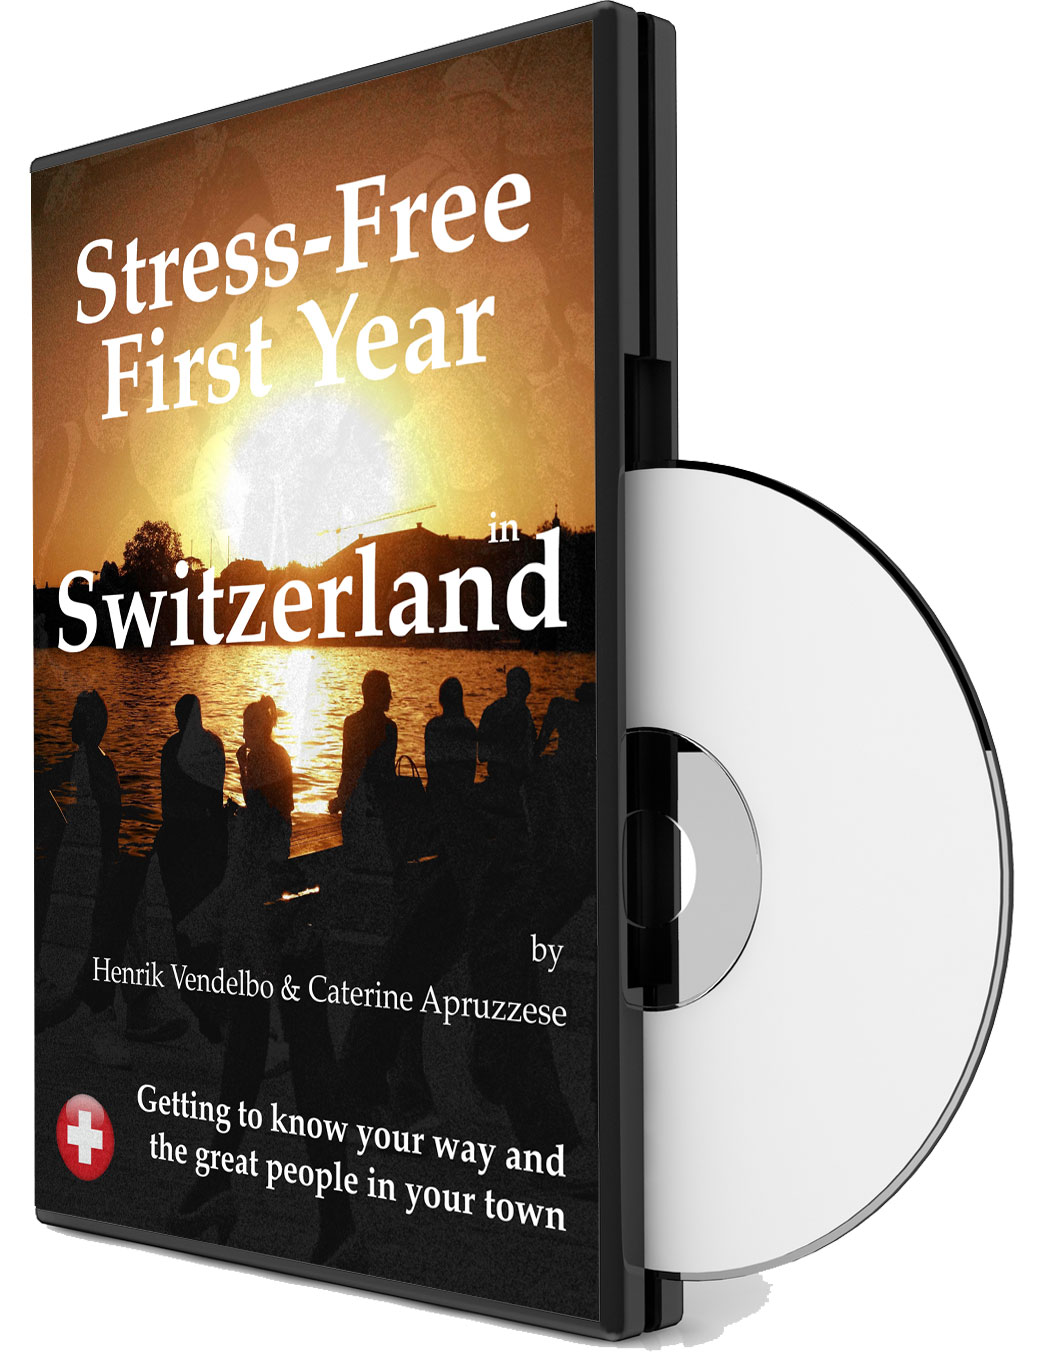 Stress-Free
First Year
in
Switzerland
by
Henrik Vendelbo & Caterine Apruzzese
Getting to know your way and
the great people in your town